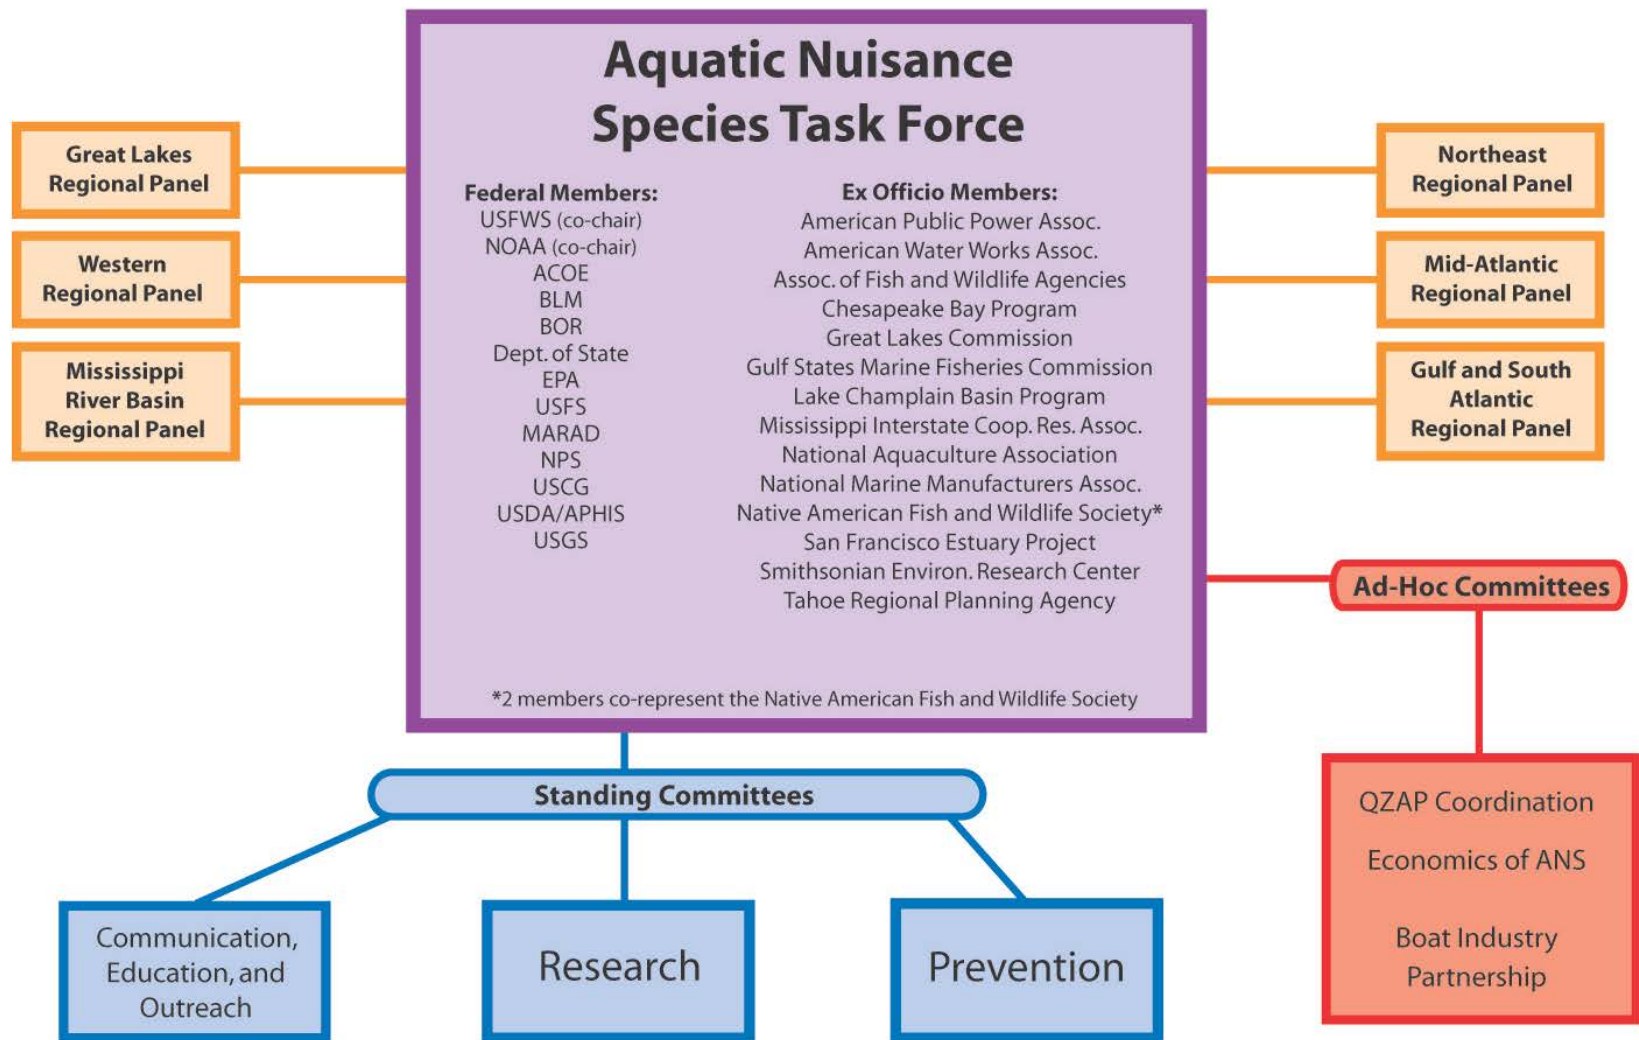 Aquatic Nuisance
Species Task Force
Great Lakes
Regional Panel
Western
Regional Panel
Mississippi
River Basin
Regional Panel
Federal Members:
USFWS (co-chair)
NOAA (co-chair)
ACOE
BLM
BOR
Dept. of State
EPA
USFS
MARAD
NPS
USCG
USDA/APHIS
USGS
Ex Officio Members:
American Public Power Assoc.
American Water Works Assoc.
Assoc. of Fish and Wildlife Agencies
Chesapeake Bay Program
Great Lakes Commission
Gulf States Marine Fisheries Commission
Lake Champlain Basin Program
Mississippi Interstate Coop. Res. Assoc.
National Aquaculture Association
National Marine Manufacturers Assoc.
Native American Fish and Wildlife Society*
San Francisco Estuary Project
Smithsonian Environ. Research Center
Tahoe Regional Planning Agency
*2 members co-represent the Native American Fish and Wildlife Society
Northeast
Regional Panel
Mid-Atlantic
Regional Panel
Gulf and South
Atlantic
Regional Panel
Ad-Hoc Committees
QZAP Coordination
Economics of ANS
Boat Industry
Partnership
Standing Committees
Communication,
Education, and
Outreach
Research
Prevention